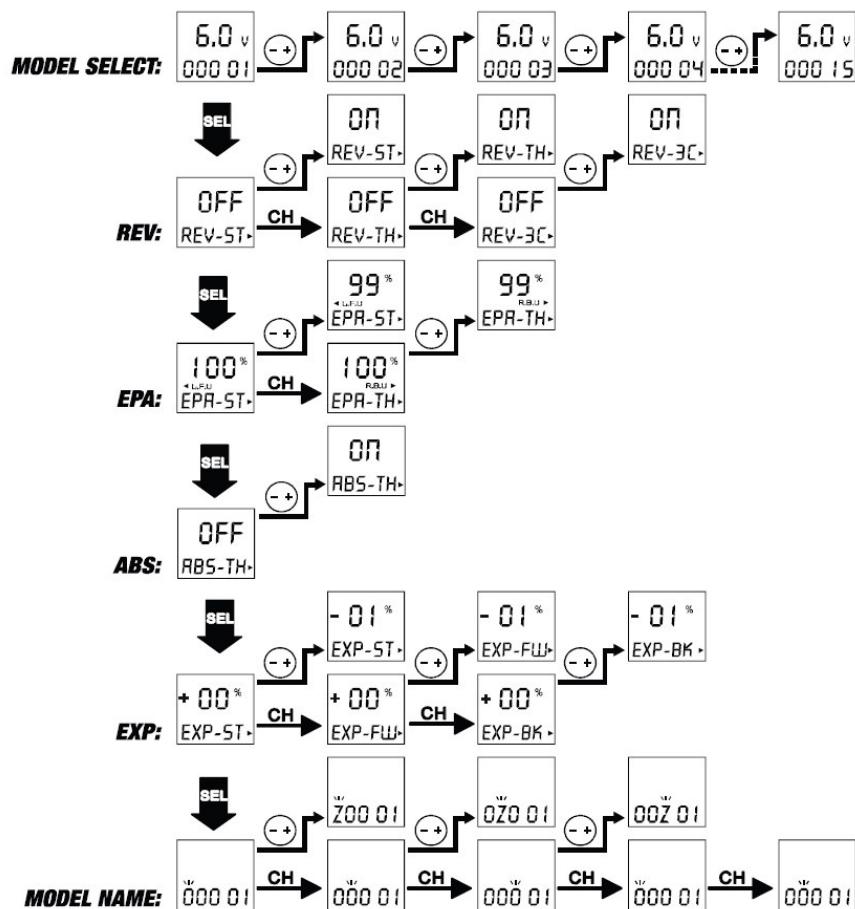 6.0 v 6.0 v 6.0 v 6.0 v 6.0 v
- + - + - + - +
MODEL SELECT: 000 01 000 02 000 03 000 04 000 15
SEL
ON ON ON
REV-ST REV-TH REV-3C
- + - + - +
OFF CH OFF CH OFF
REV: REV-ST REV-TH REV-3C
SEL
99% 99%
L.F.U R.B.U
EPA-ST EPA-TH
- + - +
100% CH 100%
L.F.U R.B.U
EPA: EPA-ST EPA-TH
SEL
ON
ABS-TH
- +
OFF
ABS: ABS-TH
SEL
- 01% - 01% - 01%
EXP-ST EXP-FW EXP-BK
- + - + - +
+ 00% CH + 00% CH + 00%
EXP: EXP-ST EXP-FW EXP-BK
SEL
Z00 01 0Z0 01 00Z 01
- + - + - +
CH CH CH CH
MODEL NAME: 000 01 000 01 000 01 000 01 000 01